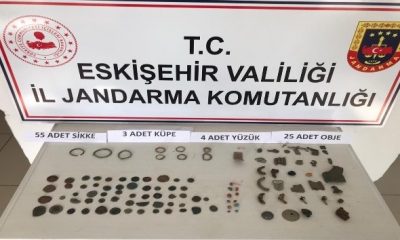 T.C.
ESKİŞEHİR VALİLİĞİ
İL JANDARMA KOMUTANLIĞI
55 ADET SİKKE 3 ADET KÜPE 4 ADET YÜZÜK 25 ADET OBJE
JANDARMA